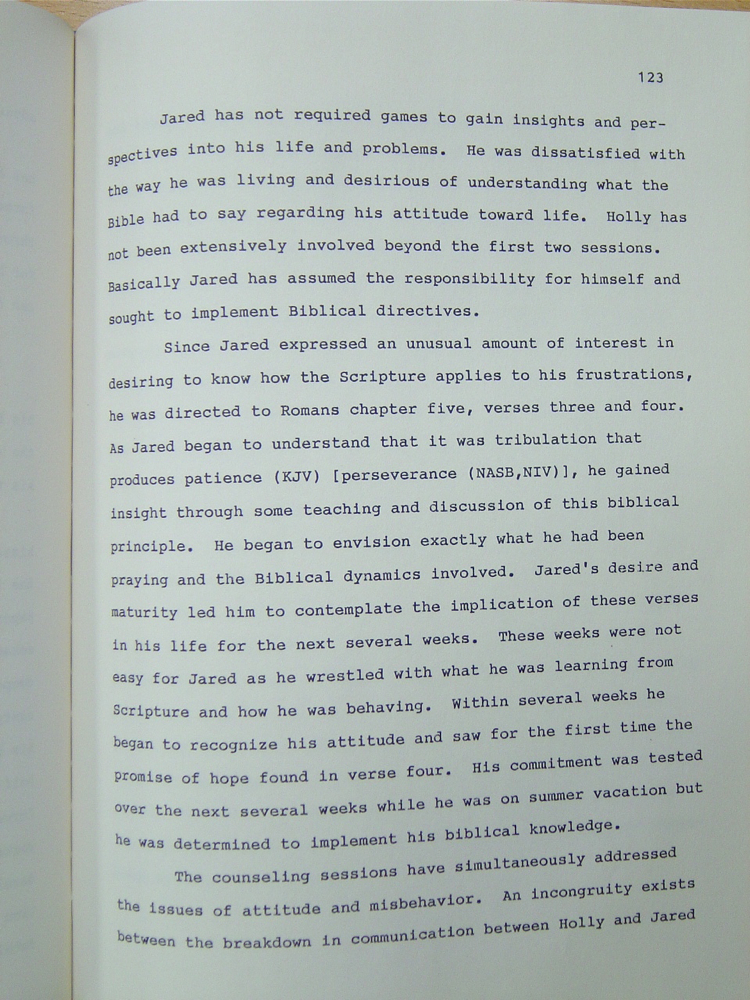 123
Jared has not required games to gain insights and per-
spectives into his life and problems. He was dissatisfied with
the way he was living and desirious of understanding what the
Bible had to say regarding his attitude toward life. Holly has
not been extensively involved beyond the first two sessions.
Basically Jared has assumed the responsibility for himself and
sought to implement Biblical directives.
Since Jared expressed an unusual amount of interest in
desiring to know how the Scripture applies to his frustrations,
he was directed to Romans chapter five, verses three and four.
As Jared began to understand that it was tribulation that
produces patience (KJV) [perseverance (NASB,NIV)], he gained
insight through some teaching and discussion of this biblical
principle. He began to envision exactly what he had been
praying and the Biblical dynamics involved. Jared's desire and
maturity led him to contemplate the implication of these verses
in his life for the next several weeks. These weeks were not
easy for Jared as he wrestled with what he was learning from
Scripture and how he was behaving. Within several weeks he
began to recognize his attitude and saw for the first time the
promise of hope found in verse four. His commitment was tested
over the next several weeks while he was on summer vacation but
he was determined to implement his biblical knowledge.
The counseling sessions have simultaneously addressed
the issues of attitude and misbehavior. An incongruity exists
between the breakdown in communication between Holly and Jared